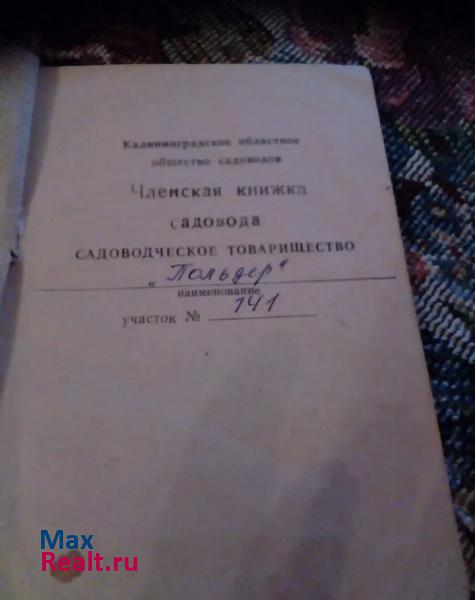 Калининградское областное
общество садоводов
Членская книжка
садовода
САДОВОДЧЕСКОЕ ТОВАРИЩЕСТВО
„Польдер“
наименование
участок № 141
Max
Realt.ru